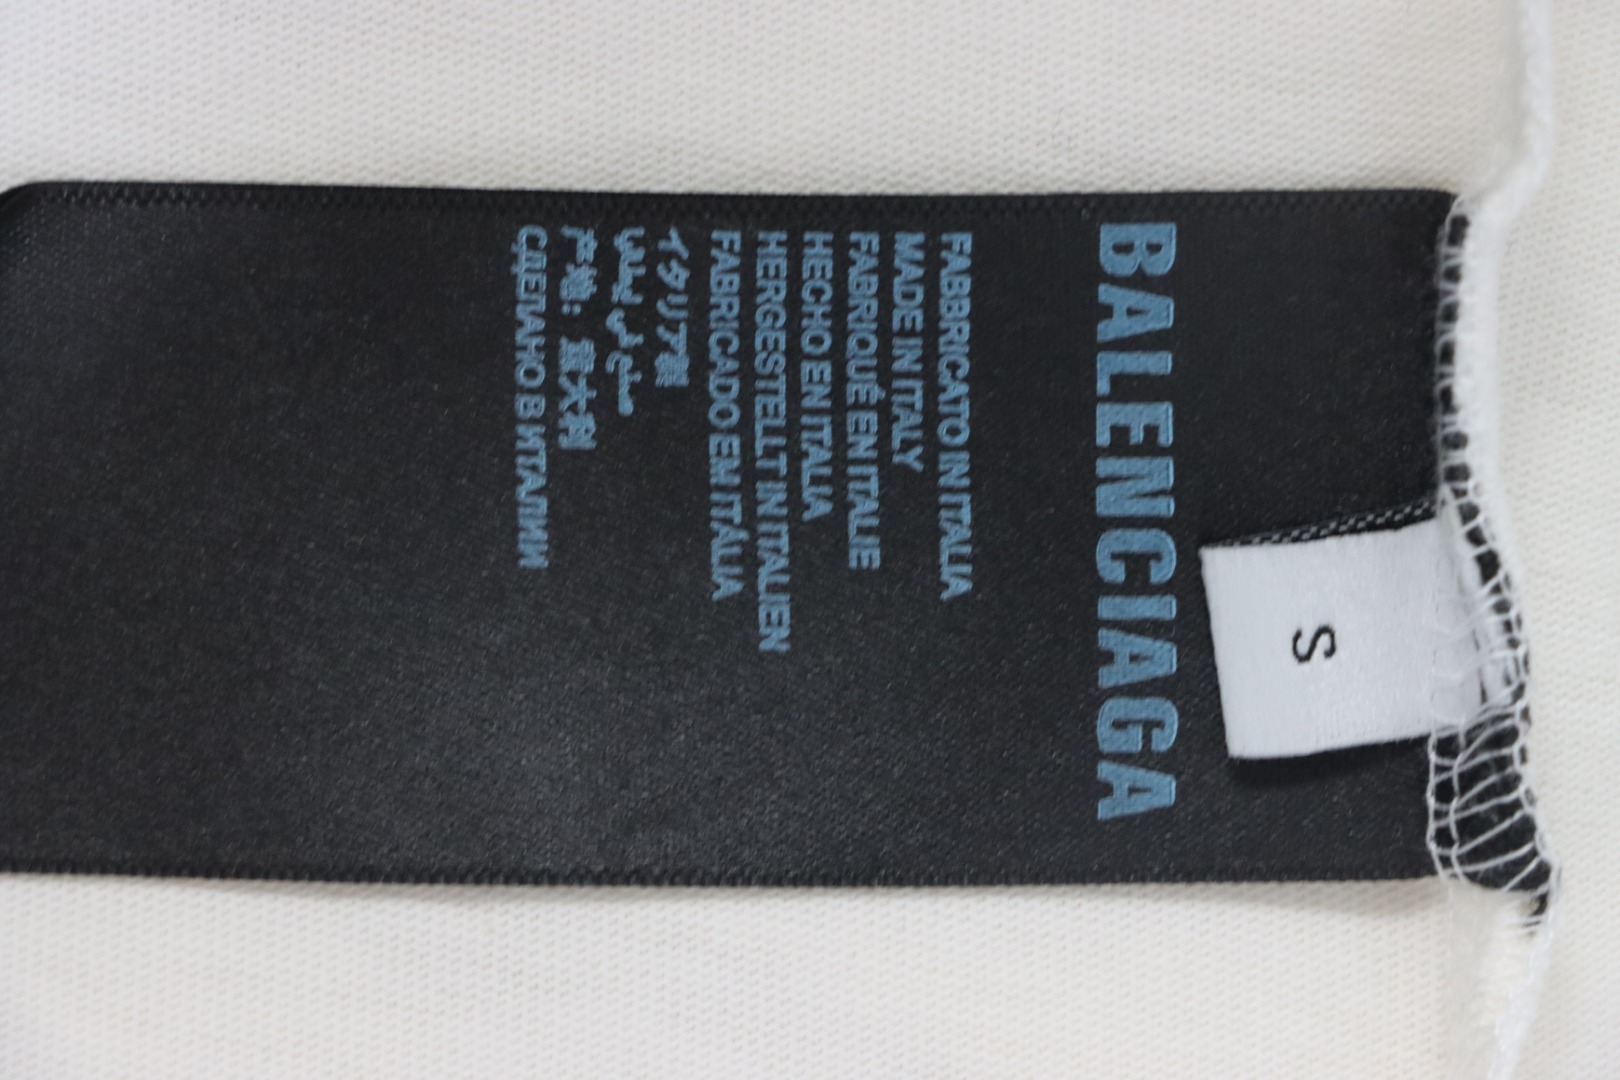 S
BALENCIAGA
FABBRICATO IN ITALIA
MADE IN ITALY
FABRIQUÉ EN ITALIE
HECHO EN ITALIA
HERGESTELLT IN ITALIEN
FABRICADO EM ITÁLIA
イタリア製
صنع في إيطاليا
产地：意大利
СДЕЛАНО В ИТАЛИИ